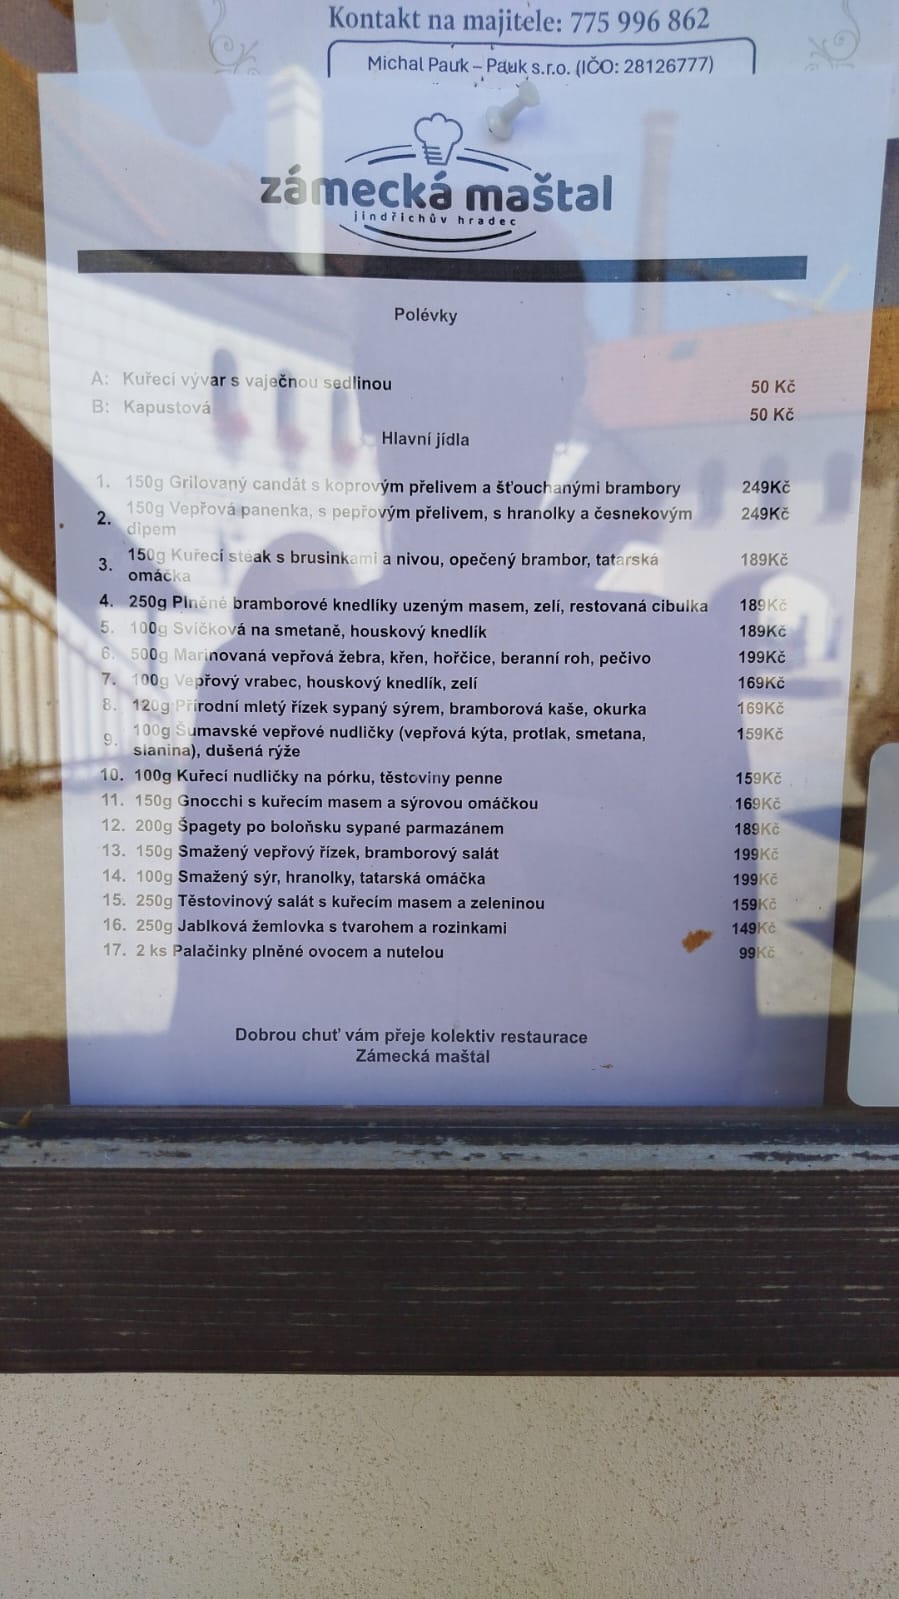 Kontakt na majitele: 775 996 862
Michal Pauk – Pauk s.r.o. (IČO: 28126777)
zámecká maštal
jindřichův hradec
Polévky
A: Kuřecí vývar s vaječnou sedlinou 50 Kč
B: Kapustová 50 Kč
Hlavní jídla
1. 150g Grilovaný candát s koprovým přelivem a šťouchanými brambory 249Kč
2. 150g Vepřová panenka, s pepřovým přelivem, s hranolky a česnekovým 249Kč
dipem
3. 150g Kuřecí steak s brusinkami a nivou, opečený brambor, tatarská 189Kč
omáčka
4. 250g Plněné bramborové knedlíky uzeným masem, zelí, restovaná cibulka 189Kč
5. 100g Svíčková na smetaně, houskový knedlík 189Kč
6. 500g Marinovaná vepřová žebra, křen, hořčice, beranní roh, pečivo 199Kč
7. 100g Vepřový vrabec, houskový knedlík, zelí 169Kč
8. 120g Přírodní mletý řízek sypaný sýrem, bramborová kaše, okurka 169Kč
9. 100g Šumavské vepřové nudličky (vepřová kýta, protlak, smetana, 159Kč
slanina), dušená rýže
10. 100g Kuřecí nudličky na pórku, těstoviny penne 159Kč
11. 150g Gnocchi s kuřecím masem a sýrovou omáčkou 169Kč
12. 200g Špagety po boloňsku sypané parmazánem 189Kč
13. 150g Smažený vepřový řízek, bramborový salát 199Kč
14. 100g Smažený sýr, hranolky, tatarská omáčka 199Kč
15. 250g Těstovinový salát s kuřecím masem a zeleninou 159Kč
16. 250g Jablková žemlovka s tvarohem a rozinkami 149Kč
17. 2 ks Palačinky plněné ovocem a nutelou 99Kč
Dobrou chuť vám přeje kolektiv restaurace
Zámecká maštal